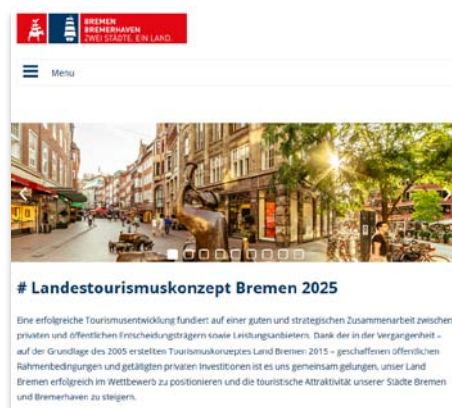 BREMEN
BREMERHAVEN
ZWEI STÄDTE. EIN LAND.
Menu
# Landestourismuskonzept Bremen 2025
Eine erfolgreiche Tourismusentwicklung fundiert auf einer guten und strategischen Zusammenarbeit zwischen
privaten und öffentlichen Entscheidungsträgern sowie Leistungsanbietern. Dank der in der Vergangenheit –
auf der Grundlage des 2005 erstellten Tourismuskonzeptes Land Bremen 2015 – geschaffenen öffentlichen
Rahmenbedingungen und getätigten privaten Investitionen ist es uns gemeinsam gelungen, unser Land
Bremen erfolgreich im Wettbewerb zu positionieren und die touristische Attraktivität unserer Städte Bremen
und Bremerhaven zu steigern.